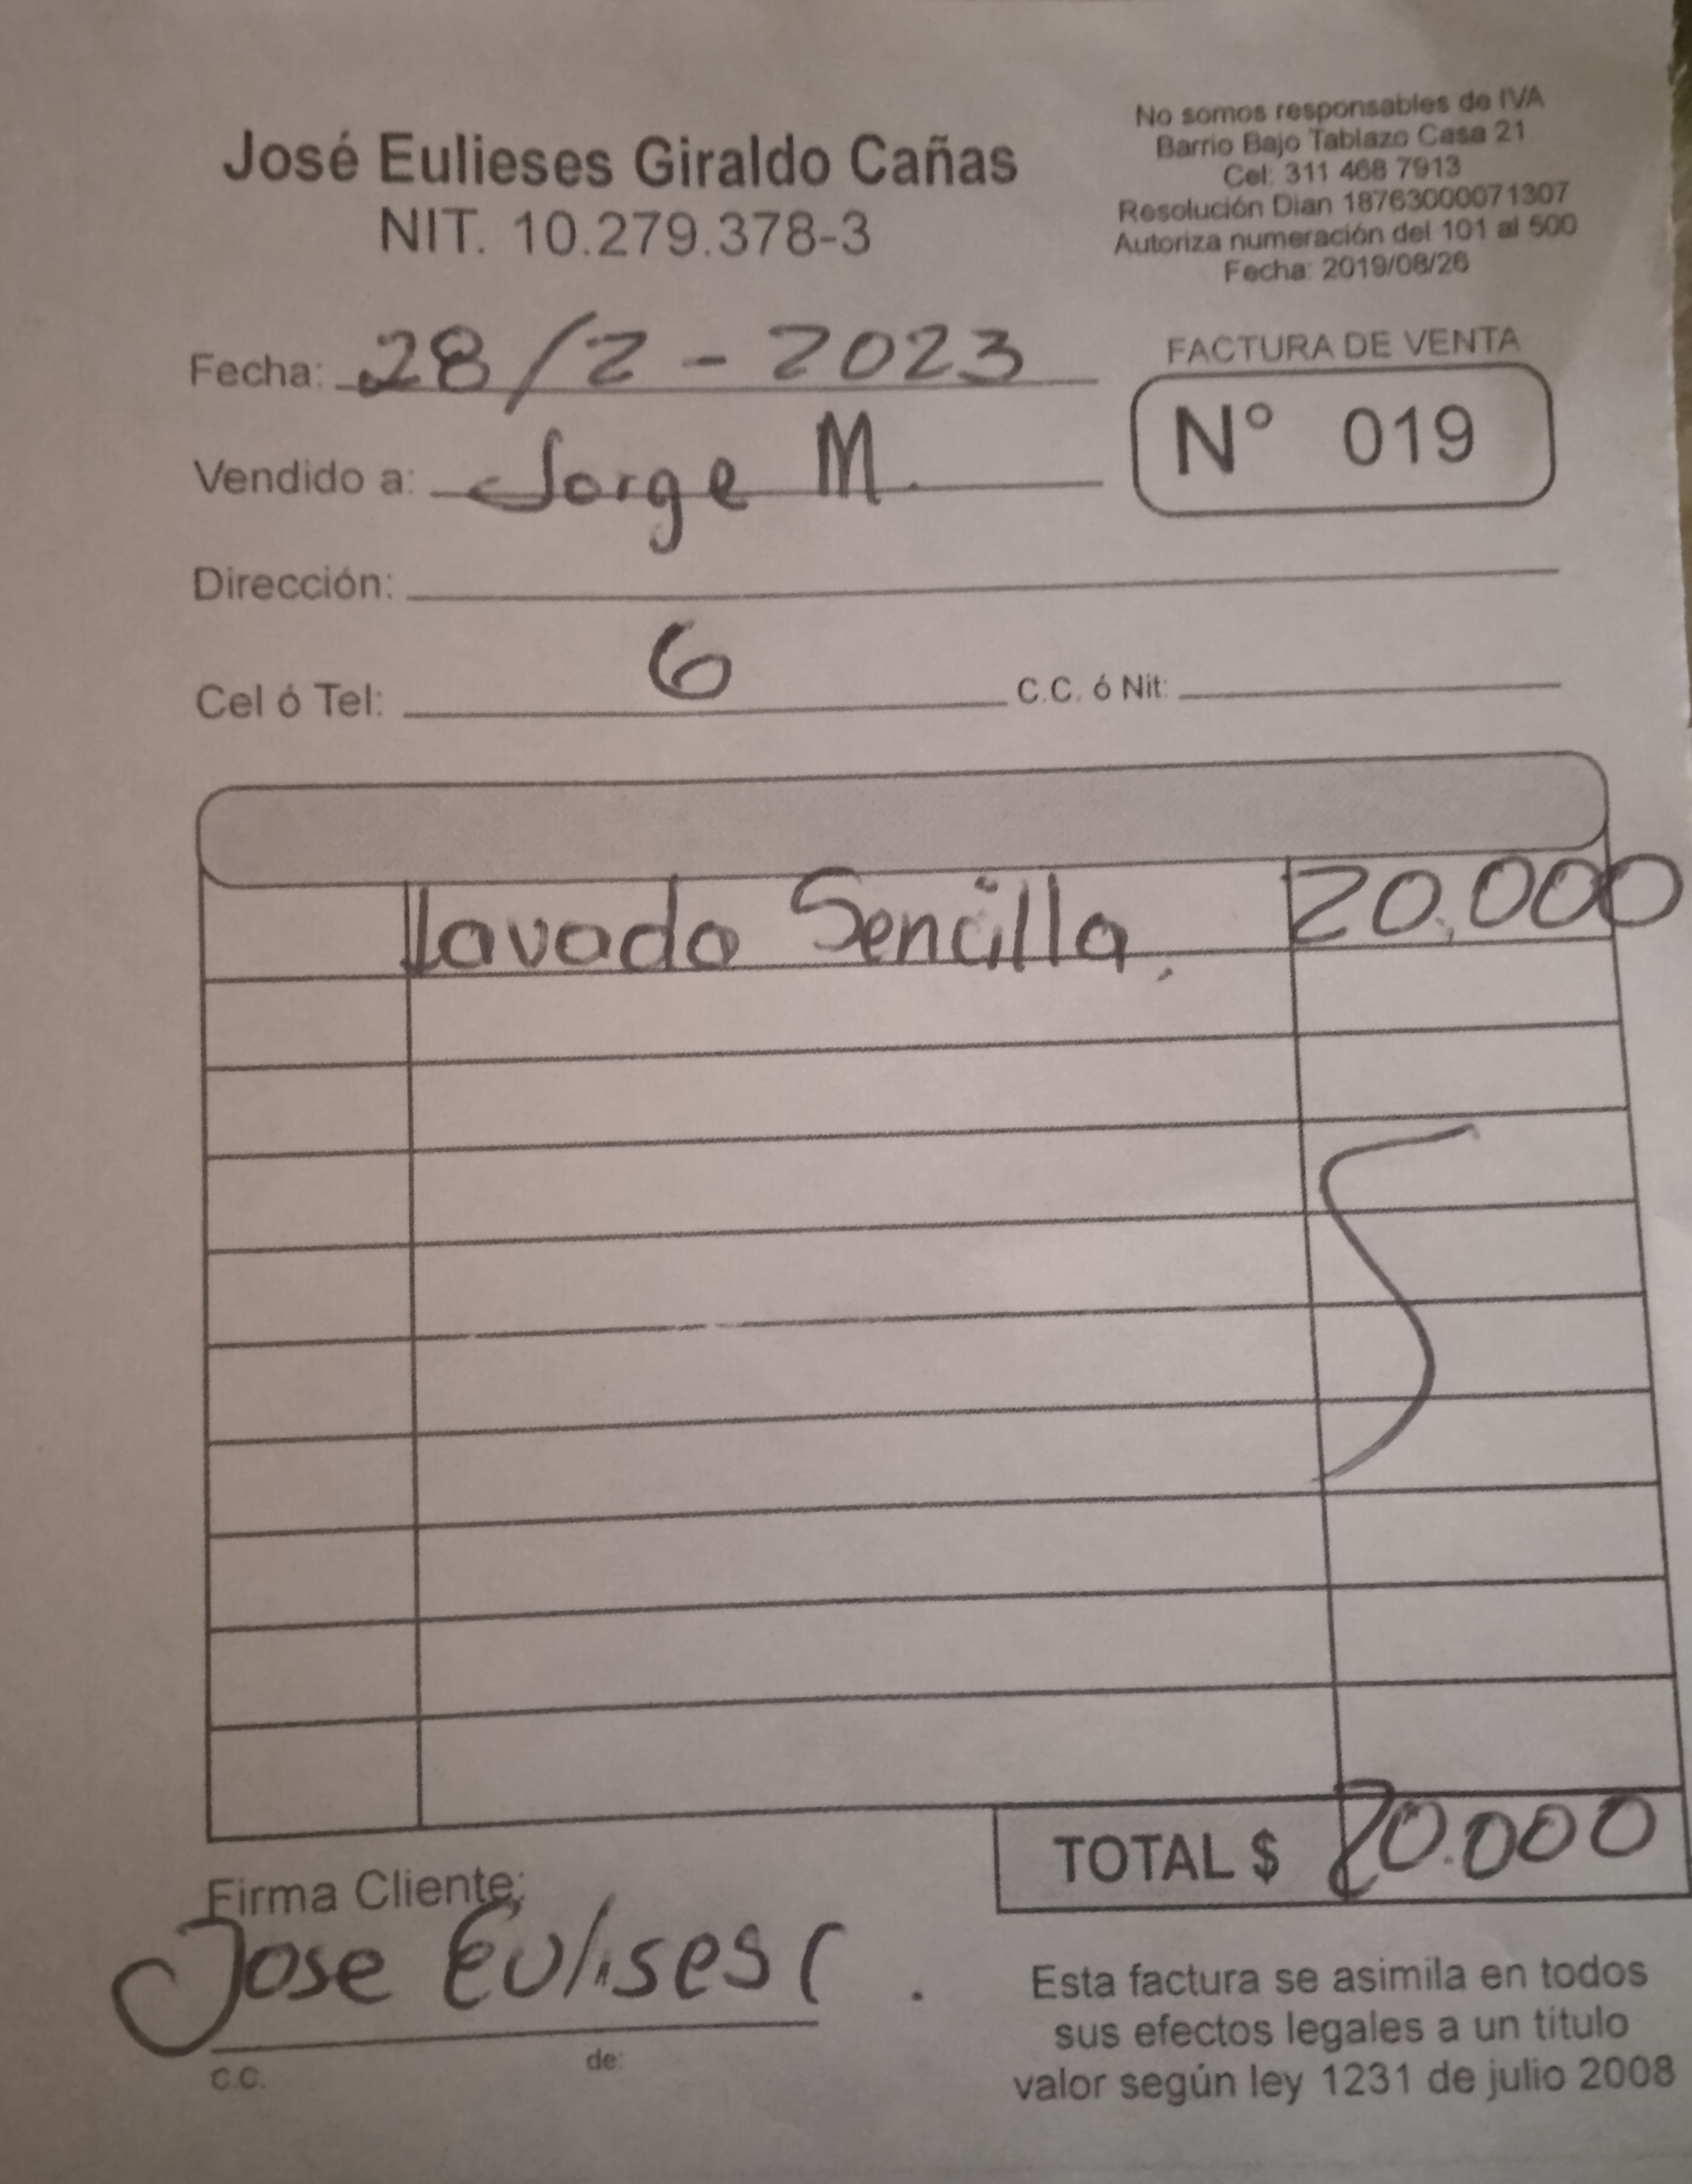 José Eulieses Giraldo Cañas
NIT. 10.279.378-3
No somos responsables de IVA
Barrio Bajo Tablazo Casa 21
Cel: 311 468 7913
Resolución Dian 18763000071307
Autoriza numeración del 101 al 500
Fecha: 2019/08/26
Fecha: 28/2-2023
FACTURA DE VENTA
N° 019
Vendido a: Jorge M.
Dirección:
Cel ó Tel: 6 C.C. ó Nit:
Lavada Sencilla. 20.000
TOTAL $ 20.000
Firma Cliente:
Jose Eulises C.
C.C. de:
Esta factura se asimila en todos
sus efectos legales a un titulo
valor según ley 1231 de julio 2008